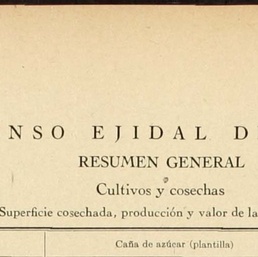 NSO EJIDAL D
RESUMEN GENERAL
Cultivos y cosechas
Superficie cosechada, producción y valor de la
Caña de azúcar (plantilla)